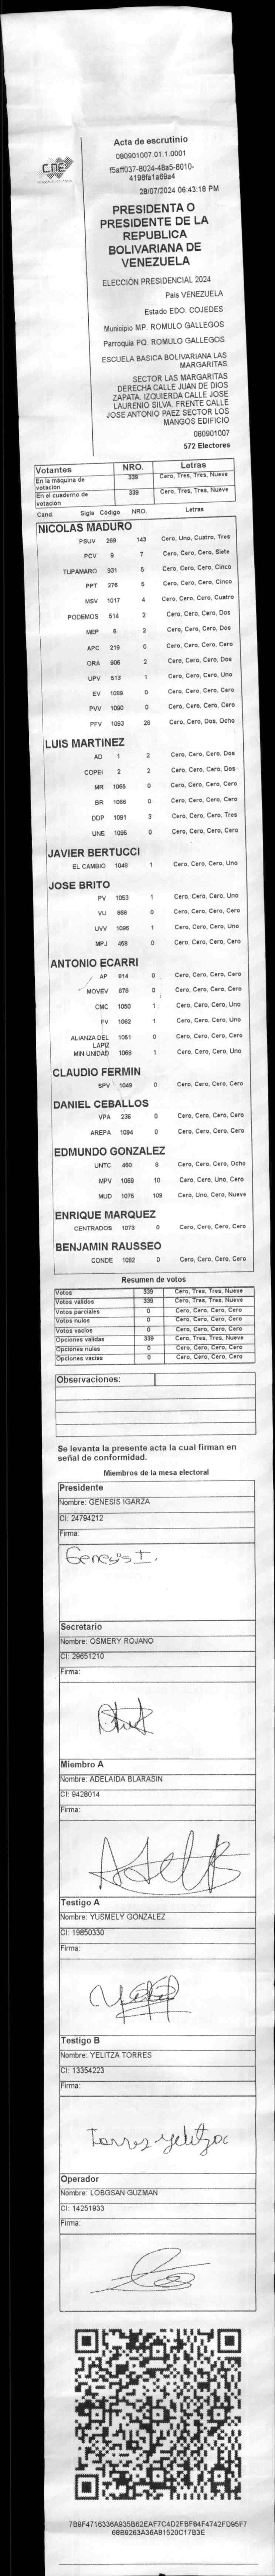 CNE
Acta de escrutinio
080901007.01.1.0001
f5aff037-8024-48a5-8010-
4198fa1a69a4
28/07/2024 06:43:18 PM
PRESIDENTA O
PRESIDENTE DE LA
REPUBLICA
BOLIVARIANA DE
VENEZUELA
ELECCIÓN PRESIDENCIAL 2024
Pais VENEZUELA
Estado EDO. COJEDES
Municipio MP. ROMULO GALLEGOS
Parroquia PQ. ROMULO GALLEGOS
ESCUELA BASICA BOLIVARIANA LAS
MARGARITAS
SECTOR LAS MARGARITAS
DERECHA CALLE JUAN DE DIOS
ZAPATA. IZQUIERDA CALLE JOSE
LAURENIO SILVA. FRENTE CALLE
JOSE ANTONIO PAEZ SECTOR LOS
MANGOS EDIFICIO
080901007
572 Electores
Votantes NRO. Letras
En la máquina de votación 339 Cero, Tres, Tres, Nueve
En el cuaderno de votación 339 Cero, Tres, Tres, Nueve
Cand. Sigla Código NRO. Letras
NICOLAS MADURO
PSUV 269 143 Cero, Uno, Cuatro, Tres
PCV 9 7 Cero, Cero, Cero, Siete
TUPAMARO 931 5 Cero, Cero, Cero, Cinco
PPT 276 5 Cero, Cero, Cero, Cinco
MSV 1017 4 Cero, Cero, Cero, Cuatro
PODEMOS 514 2 Cero, Cero, Cero, Dos
MEP 6 2 Cero, Cero, Cero, Dos
APC 219 0 Cero, Cero, Cero, Cero
ORA 906 2 Cero, Cero, Cero, Dos
UPV 513 1 Cero, Cero, Cero, Uno
EV 1089 0 Cero, Cero, Cero, Cero
PVV 1090 0 Cero, Cero, Cero, Cero
PFV 1093 28 Cero, Cero, Dos, Ocho
LUIS MARTINEZ
AD 1 2 Cero, Cero, Cero, Dos
COPEI 2 2 Cero, Cero, Cero, Dos
MR 1065 0 Cero, Cero, Cero, Cero
BR 1066 0 Cero, Cero, Cero, Cero
DDP 1091 3 Cero, Cero, Cero, Tres
UNE 1095 0 Cero, Cero, Cero, Cero
JAVIER BERTUCCI
EL CAMBIO 1048 1 Cero, Cero, Cero, Uno
JOSE BRITO
PV 1053 1 Cero, Cero, Cero, Uno
VU 868 0 Cero, Cero, Cero, Cero
UVV 1096 1 Cero, Cero, Cero, Uno
MPJ 458 0 Cero, Cero, Cero, Cero
ANTONIO ECARRI
AP 814 0 Cero, Cero, Cero, Cero
MOVEV 878 0 Cero, Cero, Cero, Cero
CMC 1050 1 Cero, Cero, Cero, Uno
FV 1062 1 Cero, Cero, Cero, Uno
ALIANZA DEL LAPIZ 1051 0 Cero, Cero, Cero, Cero
MIN UNIDAD 1068 1 Cero, Cero, Cero, Uno
CLAUDIO FERMIN
SPV 1049 0 Cero, Cero, Cero, Cero
DANIEL CEBALLOS
VPA 236 0 Cero, Cero, Cero, Cero
AREPA 1094 0 Cero, Cero, Cero, Cero
EDMUNDO GONZALEZ
UNTC 460 8 Cero, Cero, Cero, Ocho
MPV 1069 10 Cero, Cero, Uno, Cero
MUD 1075 109 Cero, Uno, Cero, Nueve
ENRIQUE MARQUEZ
CENTRADOS 1073 0 Cero, Cero, Cero, Cero
BENJAMIN RAUSSEO
CONDE 1092 0 Cero, Cero, Cero, Cero
Resumen de votos
Votos 339 Cero, Tres, Tres, Nueve
Votos validos 339 Cero, Tres, Tres, Nueve
Votos parciales 0 Cero, Cero, Cero, Cero
Votos nulos 0 Cero, Cero, Cero, Cero
Votos vacios 0 Cero, Cero, Cero, Cero
Opciones validas 339 Cero, Tres, Tres, Nueve
Opciones nulas 0 Cero, Cero, Cero, Cero
Opciones vacias 0 Cero, Cero, Cero, Cero
Observaciones:
Se levanta la presente acta la cual firman en
señal de conformidad.
Miembros de la mesa electoral
Presidente
Nombre: GENESIS IGARZA
CI: 24794212
Firma:
Genesis I.
Secretario
Nombre: OSMERY ROJANO
CI: 29651210
Firma:
Miembro A
Nombre: ADELAIDA BLARASIN
CI: 9428014
Firma:
Testigo A
Nombre: YUSMELY GONZALEZ
CI: 19850330
Firma:
Testigo B
Nombre: YELITZA TORRES
CI: 13354223
Firma:
Torres yelitza
Operador
Nombre: LOBGSAN GUZMAN
CI: 14251933
Firma:
7B9F4716336A935B62EAF7C4D2FBF84F4742FD95F7
68B9263A36A81520C17B3E